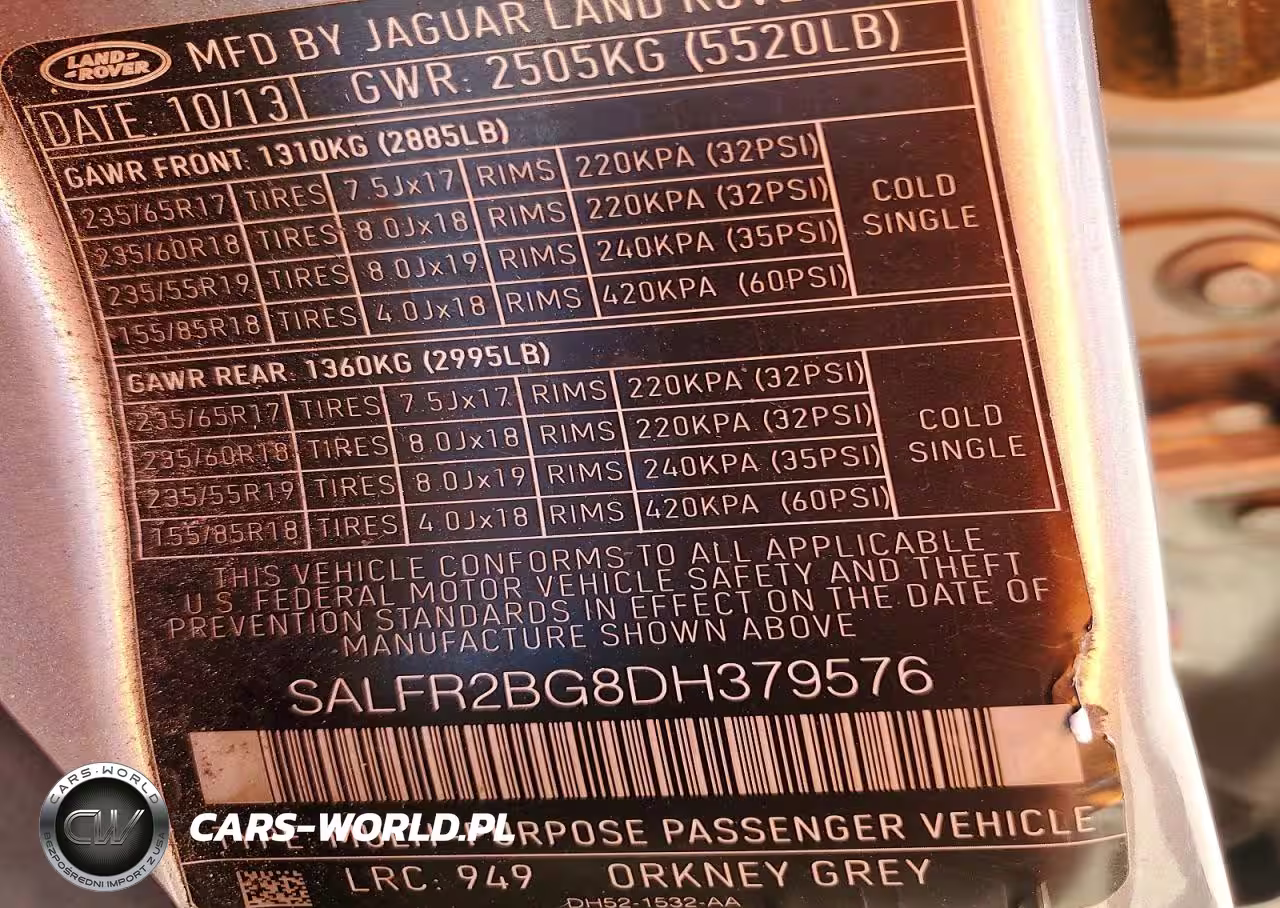 LAND-
-ROVER
MFD BY JAGUAR LAND ROVER
DATE: 10/13 GWR: 2505KG (5520LB)
GAWR FRONT: 1310KG (2885LB)
235/65R17 TIRES 7.5Jx17 RIMS 220KPA (32PSI)
235/60R18 TIRES 8.0Jx18 RIMS 220KPA (32PSI)
235/55R19 TIRES 8.0Jx19 RIMS 240KPA (35PSI)
155/85R18 TIRES 4.0Jx18 RIMS 420KPA (60PSI)
COLD
SINGLE
GAWR REAR: 1360KG (2995LB)
235/65R17 TIRES 7.5Jx17 RIMS 220KPA (32PSI)
235/60R18 TIRES 8.0Jx18 RIMS 220KPA (32PSI)
235/55R19 TIRES 8.0Jx19 RIMS 240KPA (35PSI)
155/85R18 TIRES 4.0Jx18 RIMS 420KPA (60PSI)
COLD
SINGLE
THIS VEHICLE CONFORMS TO ALL APPLICABLE
U.S. FEDERAL MOTOR VEHICLE SAFETY AND THEFT
PREVENTION STANDARDS IN EFFECT ON THE DATE OF
MANUFACTURE SHOWN ABOVE
SALFR2BG8DH379576
PURPOSE PASSENGER VEHICLE
LRC: 949 ORKNEY GREY
DH52-1532-AA
CARS-WORLD
CW
BEZPOŚREDNI IMPORT Z USA
CARS-WORLD.PL